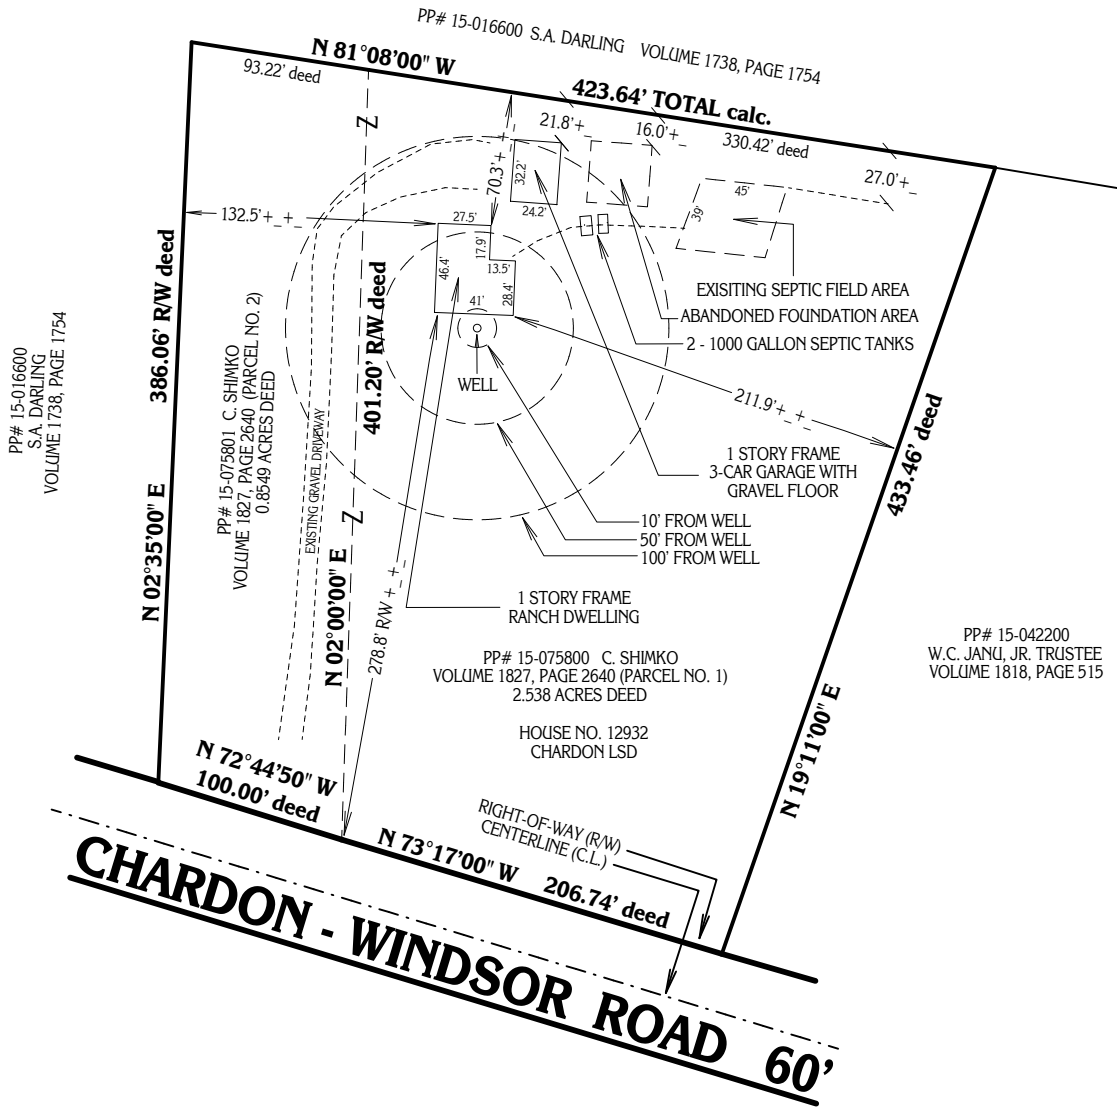 PP# 15-016600 S.A. DARLING VOLUME 1738, PAGE 1754
N 81°08'00" W
93.22' deed
423.64' TOTAL calc.
21.8'+_
16.0'+_
330.42' deed
27.0'+_
Z
70.3'+_+_
32.2'
24.2'
45'
39'
132.5'+_+_
27.5'
17.9'
46.4'
13.5'
28.4'
41'
WELL
EXISITING SEPTIC FIELD AREA
ABANDONED FOUNDATION AREA
2 - 1000 GALLON SEPTIC TANKS
211.9'+_+_
386.06' R/W deed
401.20' R/W deed
433.46' deed
PP# 15-016600
S.A. DARLING
VOLUME 1738, PAGE 1754
PP# 15-075801 C. SHIMKO
VOLUME 1827, PAGE 2640 (PARCEL NO. 2)
0.8549 ACRES DEED
EXISTING GRAVEL DRIVEWAY
1 STORY FRAME
3-CAR GARAGE WITH
GRAVEL FLOOR
10' FROM WELL
50' FROM WELL
100' FROM WELL
Z
N 02°35'00" E
N 02°00'00" E
278.8' R/W +_+_
1 STORY FRAME
RANCH DWELLING
PP# 15-075800 C. SHIMKO
VOLUME 1827, PAGE 2640 (PARCEL NO. 1)
2.538 ACRES DEED
HOUSE NO. 12932
CHARDON LSD
PP# 15-042200
W.C. JANU, JR. TRUSTEE
VOLUME 1818, PAGE 515
N 19°11'00" E
N 72°44'50" W
100.00' deed
RIGHT-OF-WAY (R/W)
CENTERLINE (C.L.)
N 73°17'00" W 206.74' deed
CHARDON - WINDSOR ROAD 60'